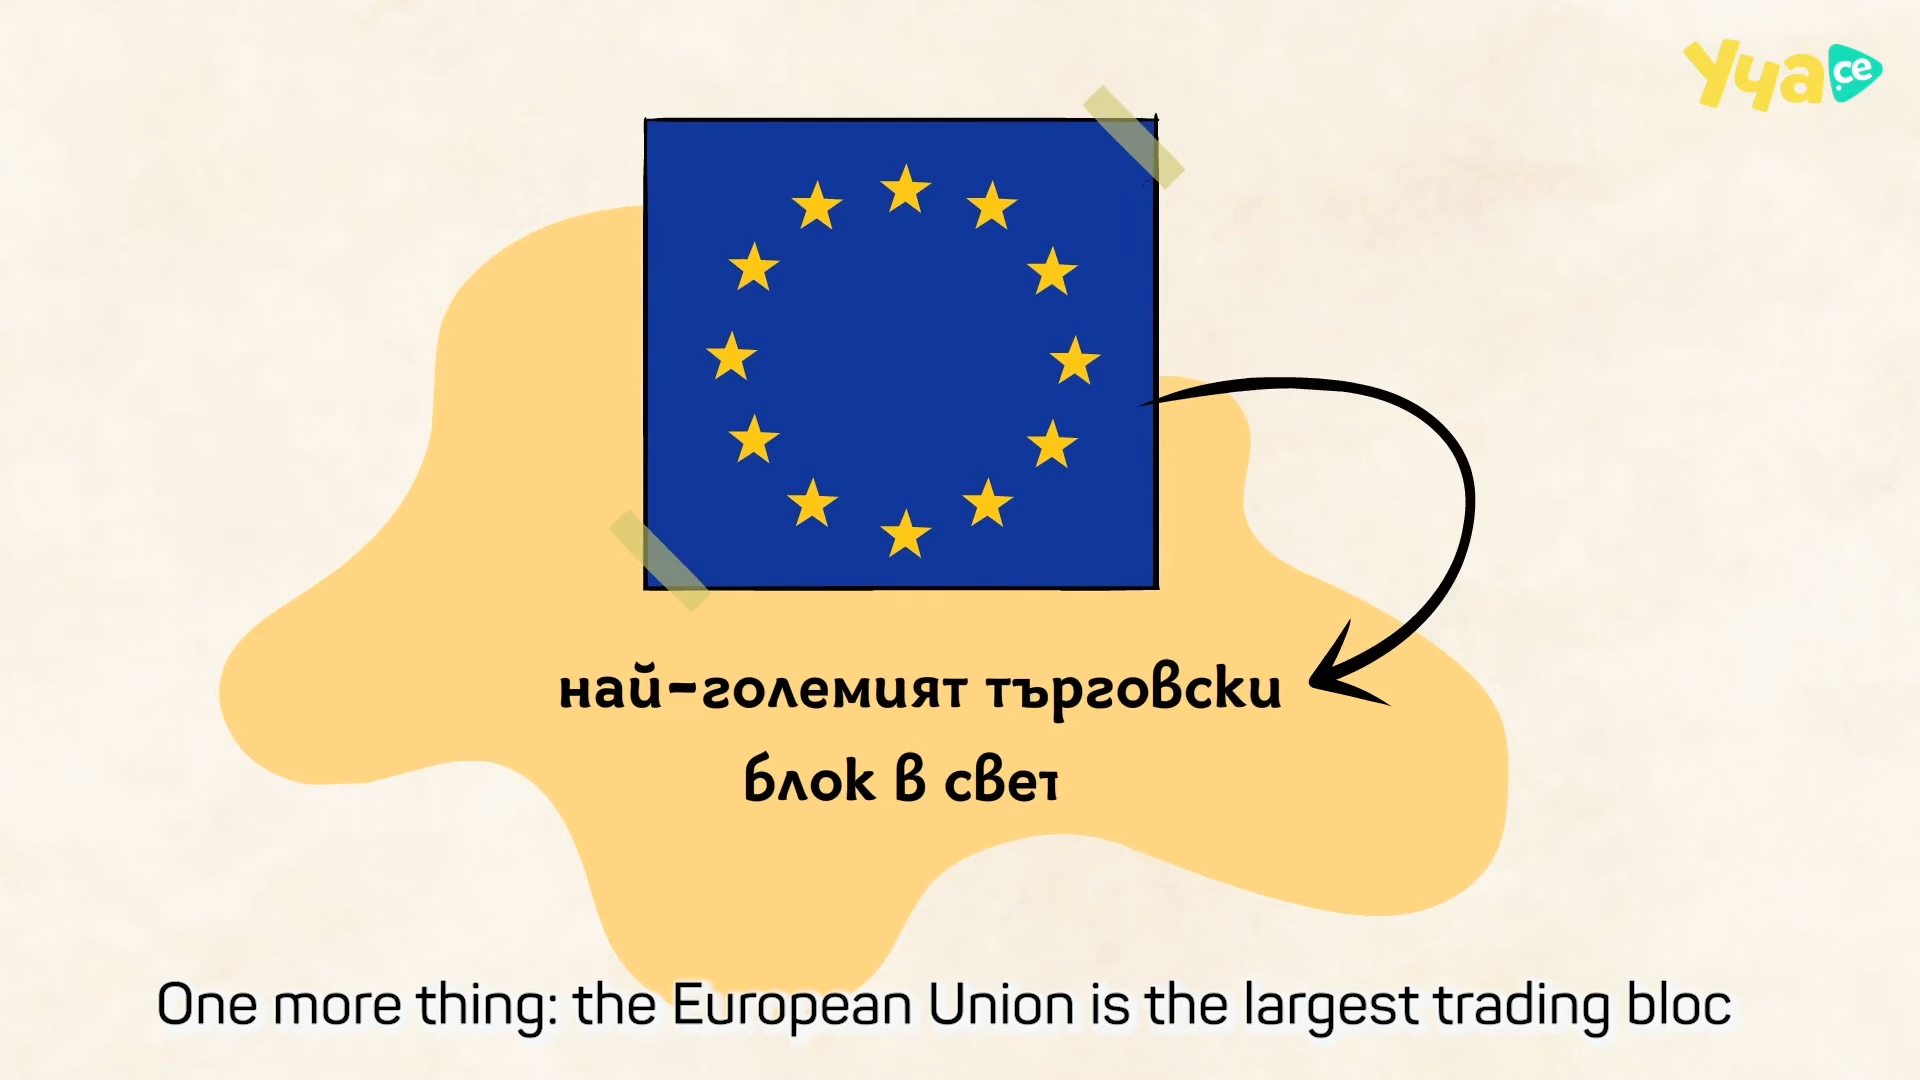 Уча.се
най-големият търговски
блок в свет
One more thing: the European Union is the largest trading bloc